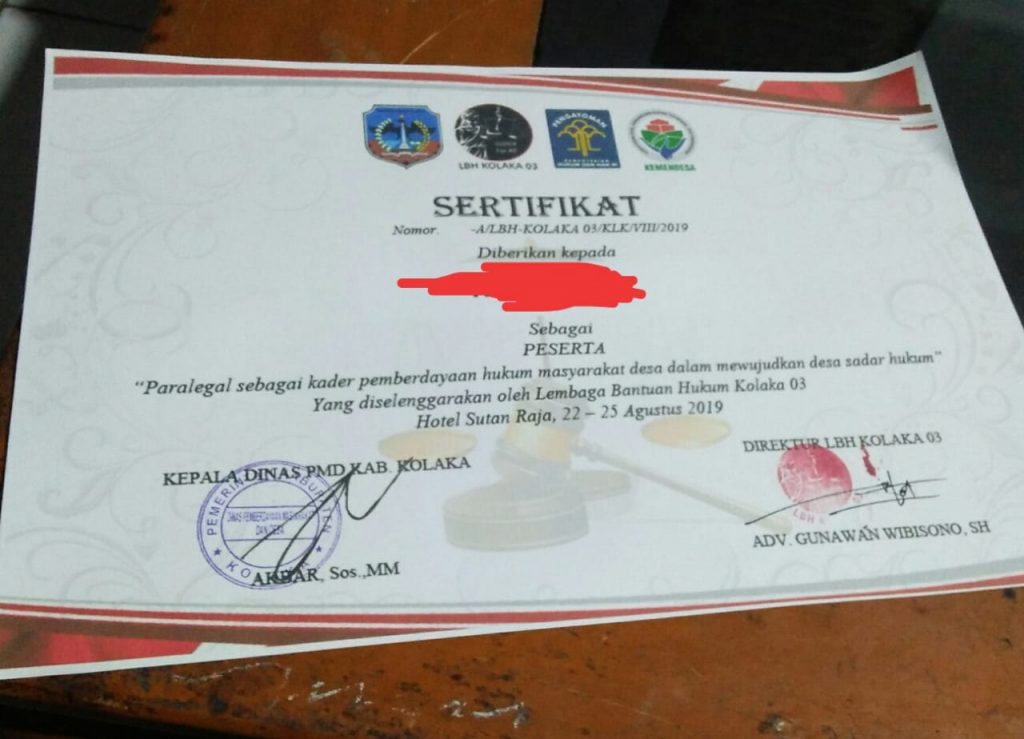 PENGAYOMAN
LBH KOLAKA 03
KEMENDESA
SERTIFIKAT
Nomor. -A/LBH-KOLAKA 03/KLK/VIII/2019
Diberikan kepada
Sebagai
PESERTA
“Paralegal sebagai kader pemberdayaan hukum masyarakat desa dalam mewujudkan desa sadar hukum”
Yang diselenggarakan oleh Lembaga Bantuan Hukum Kolaka 03
Hotel Sutan Raja, 22 – 25 Agustus 2019
KEPALA DINAS PMD KAB. KOLAKA
DIREKTUR LBH KOLAKA 03
DAN DESA
AKBAR, Sos.,MM
ADV. GUNAWAN WIBISONO, SH